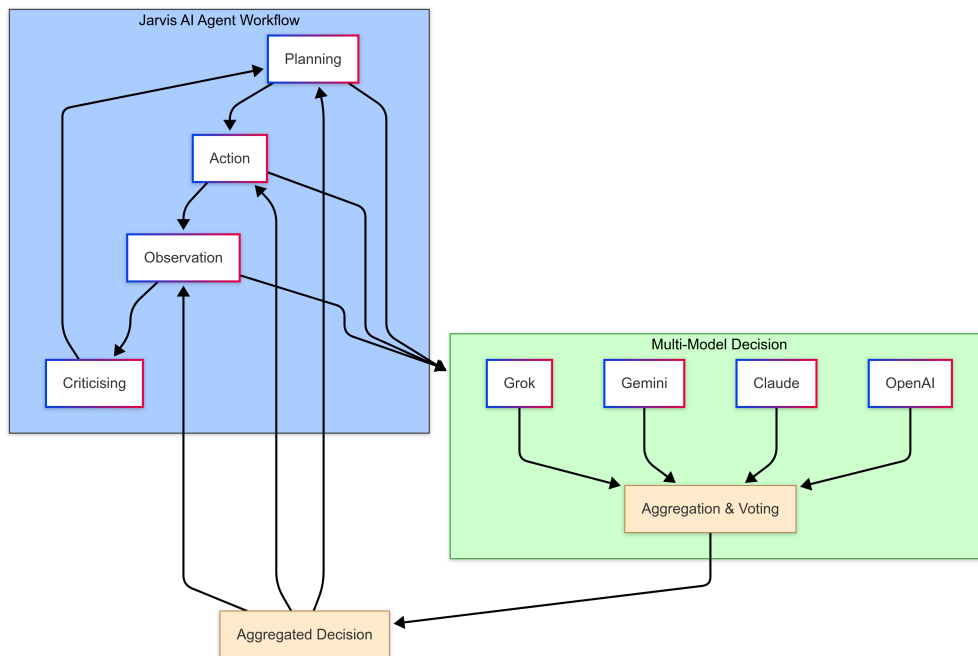 Jarvis AI Agent Workflow
Planning
Action
Observation
Criticising
Multi-Model Decision
Grok
Gemini
Claude
OpenAI
Aggregation & Voting
Aggregated Decision